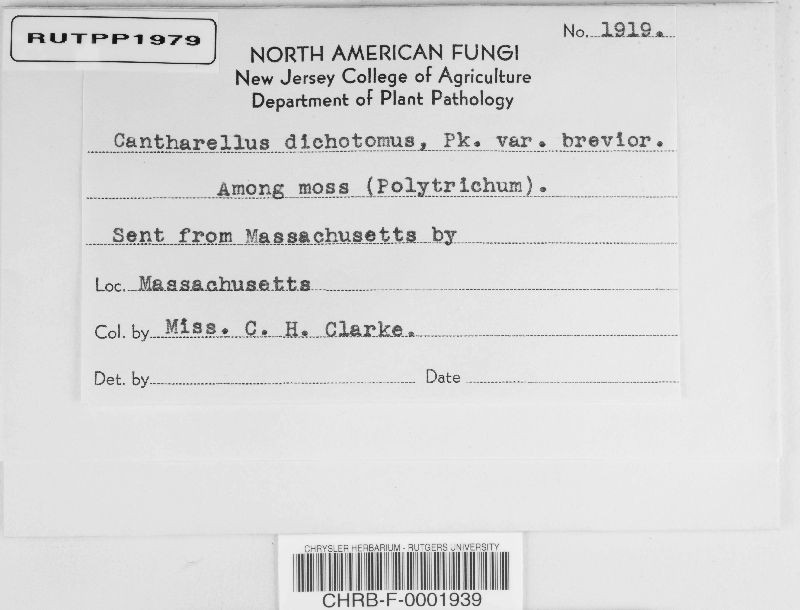 RUTPP1979
No. 1919.
NORTH AMERICAN FUNGI
New Jersey College of Agriculture
Department of Plant Pathology
Cantharellus dichotomus, Pk. var. brevior.
Among moss (Polytrichum).
Sent from Massachusetts by
Loc. Massachusetts
Col. by Miss. C. H. Clarke.
Det. by Date
CHRYSLER HERBARIUM - RUTGERS UNIVERSITY
CHRB-F-0001939